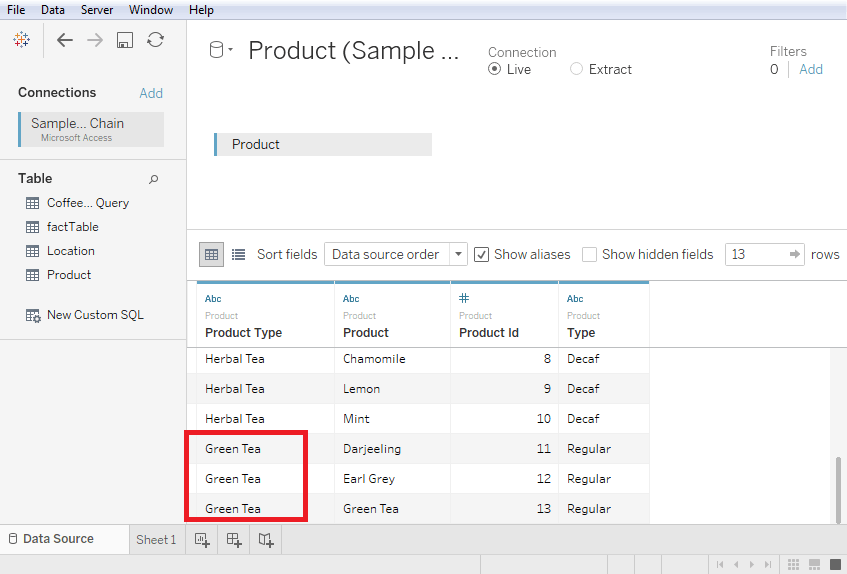 File Data Server Window Help
Product (Sample ...
Connection
Live Extract
Filters
0 Add
Connections Add
Sample... Chain
Microsoft Access
Product
Table
Coffee... Query
factTable
Location
Product
New Custom SQL
Sort fields Data source order Show aliases Show hidden fields 13 rows
Abc Abc # Abc
Product Product Product Product
Product Type Product Product Id Type
Herbal Tea Chamomile 8 Decaf
Herbal Tea Lemon 9 Decaf
Herbal Tea Mint 10 Decaf
Green Tea Darjeeling 11 Regular
Green Tea Earl Grey 12 Regular
Green Tea Green Tea 13 Regular
Data Source Sheet 1